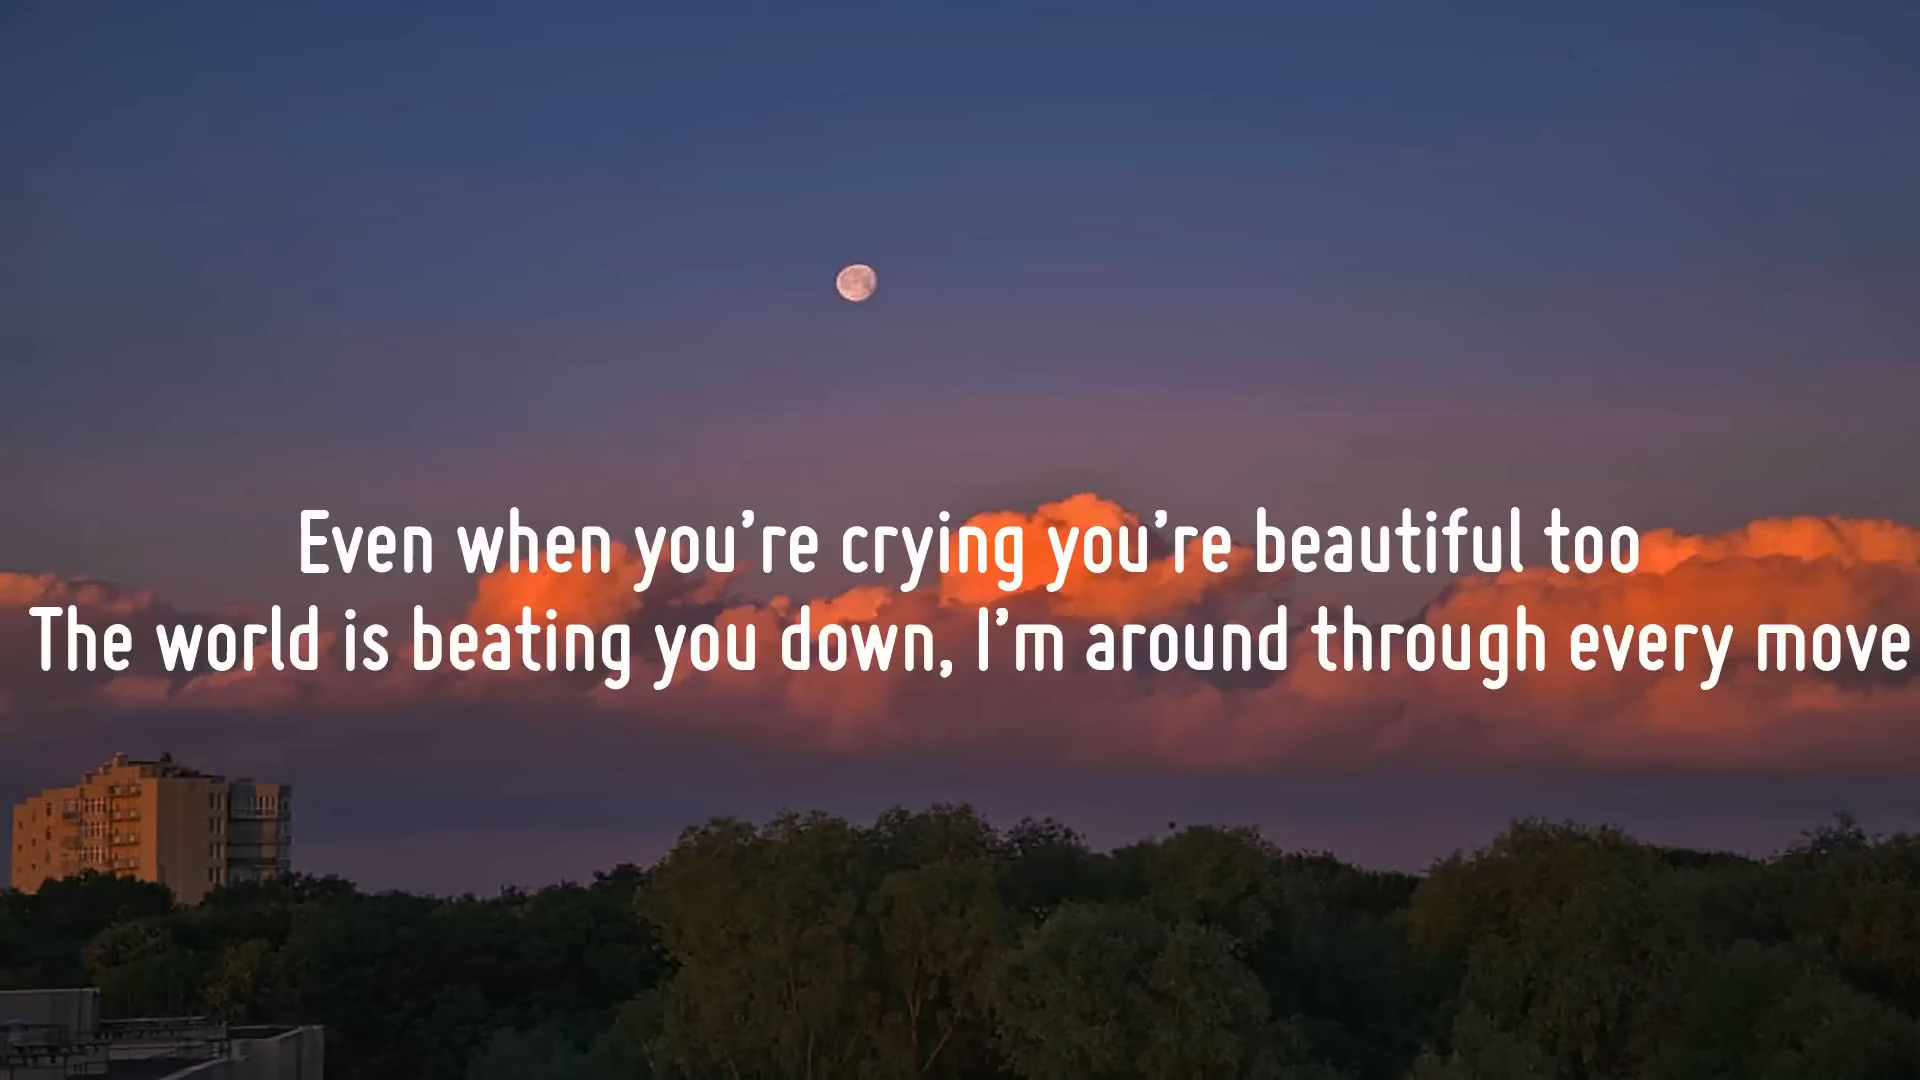 Even when you’re crying you’re beautiful too
The world is beating you down, I’m around through every move